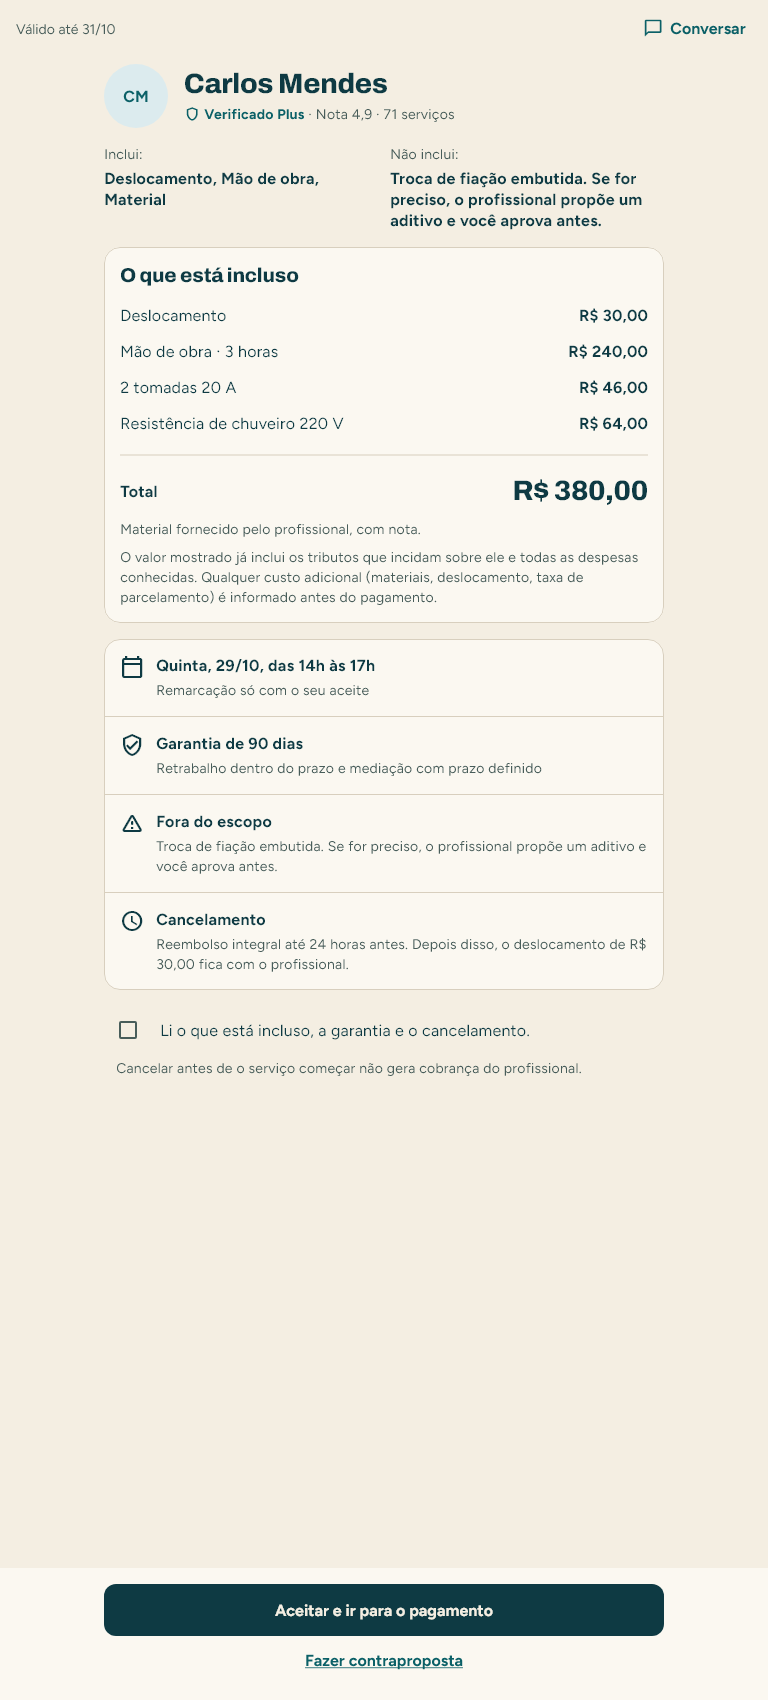 Válido até 31/10
Conversar
CM
Carlos Mendes
Verificado Plus · Nota 4,9 · 71 serviços
Inclui:
Deslocamento, Mão de obra,
Material
Não inclui:
Troca de fiação embutida. Se for
preciso, o profissional propõe um
aditivo e você aprova antes.
O que está incluso
Deslocamento R$ 30,00
Mão de obra · 3 horas R$ 240,00
2 tomadas 20 A R$ 46,00
Resistência de chuveiro 220 V R$ 64,00
Total R$ 380,00
Material fornecido pelo profissional, com nota.
O valor mostrado já inclui os tributos que incidam sobre ele e todas as despesas
conhecidas. Qualquer custo adicional (materiais, deslocamento, taxa de
parcelamento) é informado antes do pagamento.
Quinta, 29/10, das 14h às 17h
Remarcação só com o seu aceite
Garantia de 90 dias
Retrabalho dentro do prazo e mediação com prazo definido
Fora do escopo
Troca de fiação embutida. Se for preciso, o profissional propõe um aditivo e
você aprova antes.
Cancelamento
Reembolso integral até 24 horas antes. Depois disso, o deslocamento de R$
30,00 fica com o profissional.
Li o que está incluso, a garantia e o cancelamento.
Cancelar antes de o serviço começar não gera cobrança do profissional.
Aceitar e ir para o pagamento
Fazer contraproposta